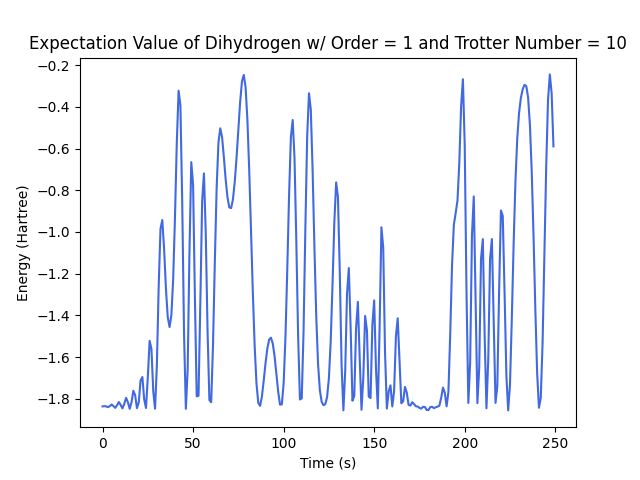 Expectation Value of Dihydrogen w/ Order = 1 and Trotter Number = 10
−0.2
−0.4
−0.6
−0.8
−1.0
−1.2
−1.4
−1.6
−1.8
Energy (Hartree)
0 50 100 150 200 250
Time (s)